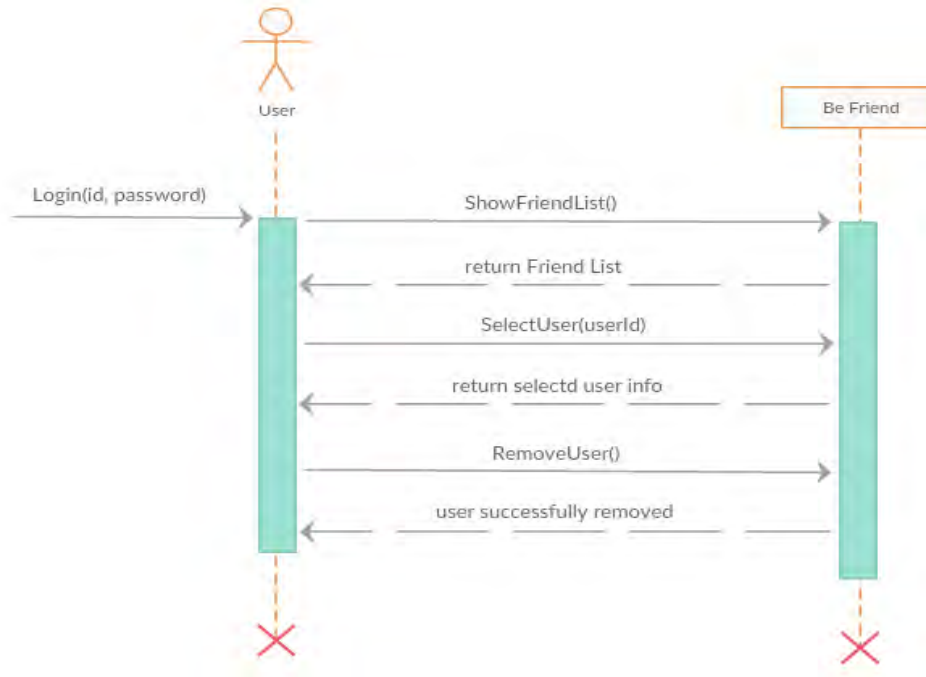 User
Be Friend
Login(id, password)
ShowFriendList()
return Friend List
SelectUser(userId)
return selectd user info
RemoveUser()
user successfully removed